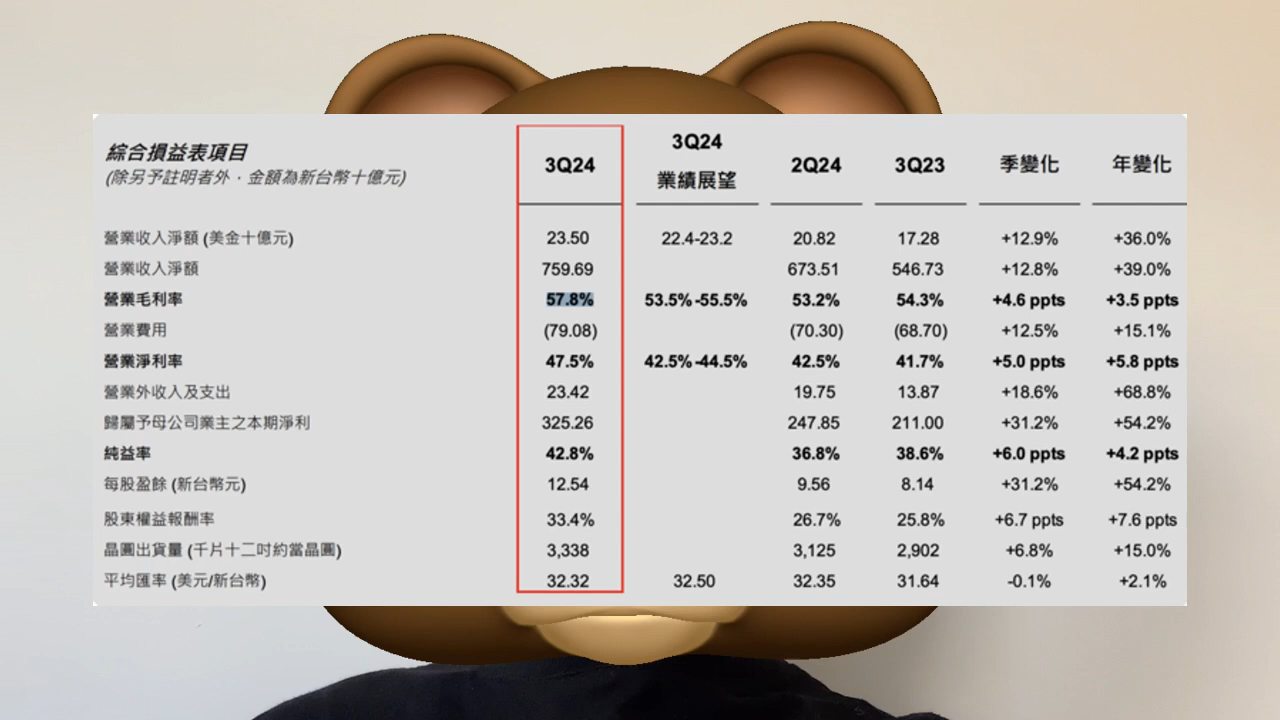 綜合損益表項目
(除另予註明者外，金額為新台幣十億元)
3Q24
3Q24
業績展望
2Q24
3Q23
季變化
年變化
營業收入淨額 (美金十億元) 23.50 22.4-23.2 20.82 17.28 +12.9% +36.0%
營業收入淨額 759.69 673.51 546.73 +12.8% +39.0%
營業毛利率 57.8% 53.5%-55.5% 53.2% 54.3% +4.6 ppts +3.5 ppts
營業費用 (79.08) (70.30) (68.70) +12.5% +15.1%
營業淨利率 47.5% 42.5%-44.5% 42.5% 41.7% +5.0 ppts +5.8 ppts
營業外收入及支出 23.42 19.75 13.87 +18.6% +68.8%
歸屬予母公司業主之本期淨利 325.26 247.85 211.00 +31.2% +54.2%
純益率 42.8% 36.8% 38.6% +6.0 ppts +4.2 ppts
每股盈餘 (新台幣元) 12.54 9.56 8.14 +31.2% +54.2%
股東權益報酬率 33.4% 26.7% 25.8% +6.7 ppts +7.6 ppts
晶圓出貨量 (千片十二吋約當晶圓) 3,338 3,125 2,902 +6.8% +15.0%
平均匯率 (美元/新台幣) 32.32 32.50 32.35 31.64 -0.1% +2.1%